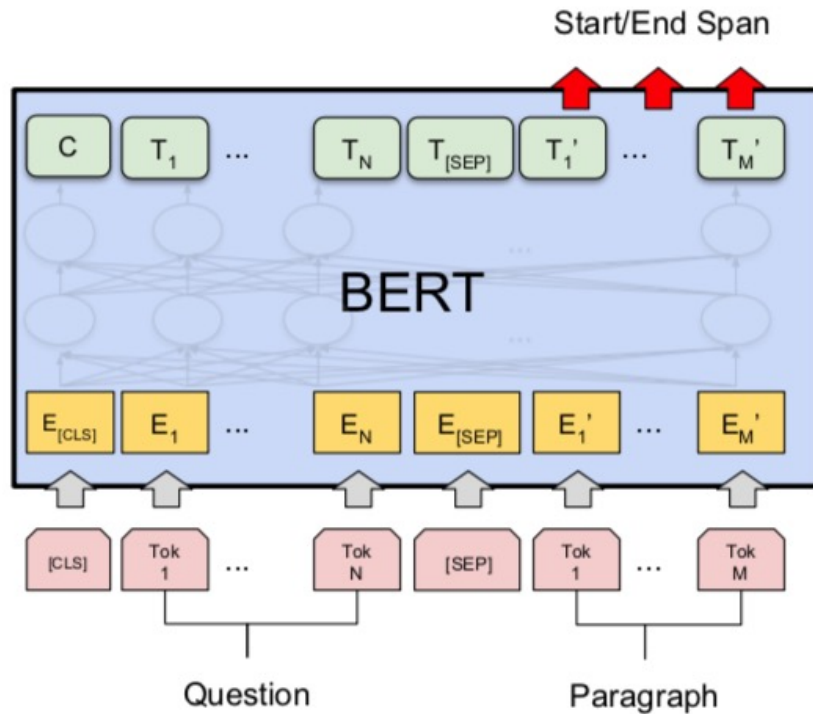 Start/End Span
C T1 ... TN T[SEP] T1’ ... TM’
...
BERT
...
E[CLS] E1 ... EN E[SEP] E1’ ... EM’
[CLS] Tok 1 ... Tok N [SEP] Tok 1 ... Tok M
Question Paragraph